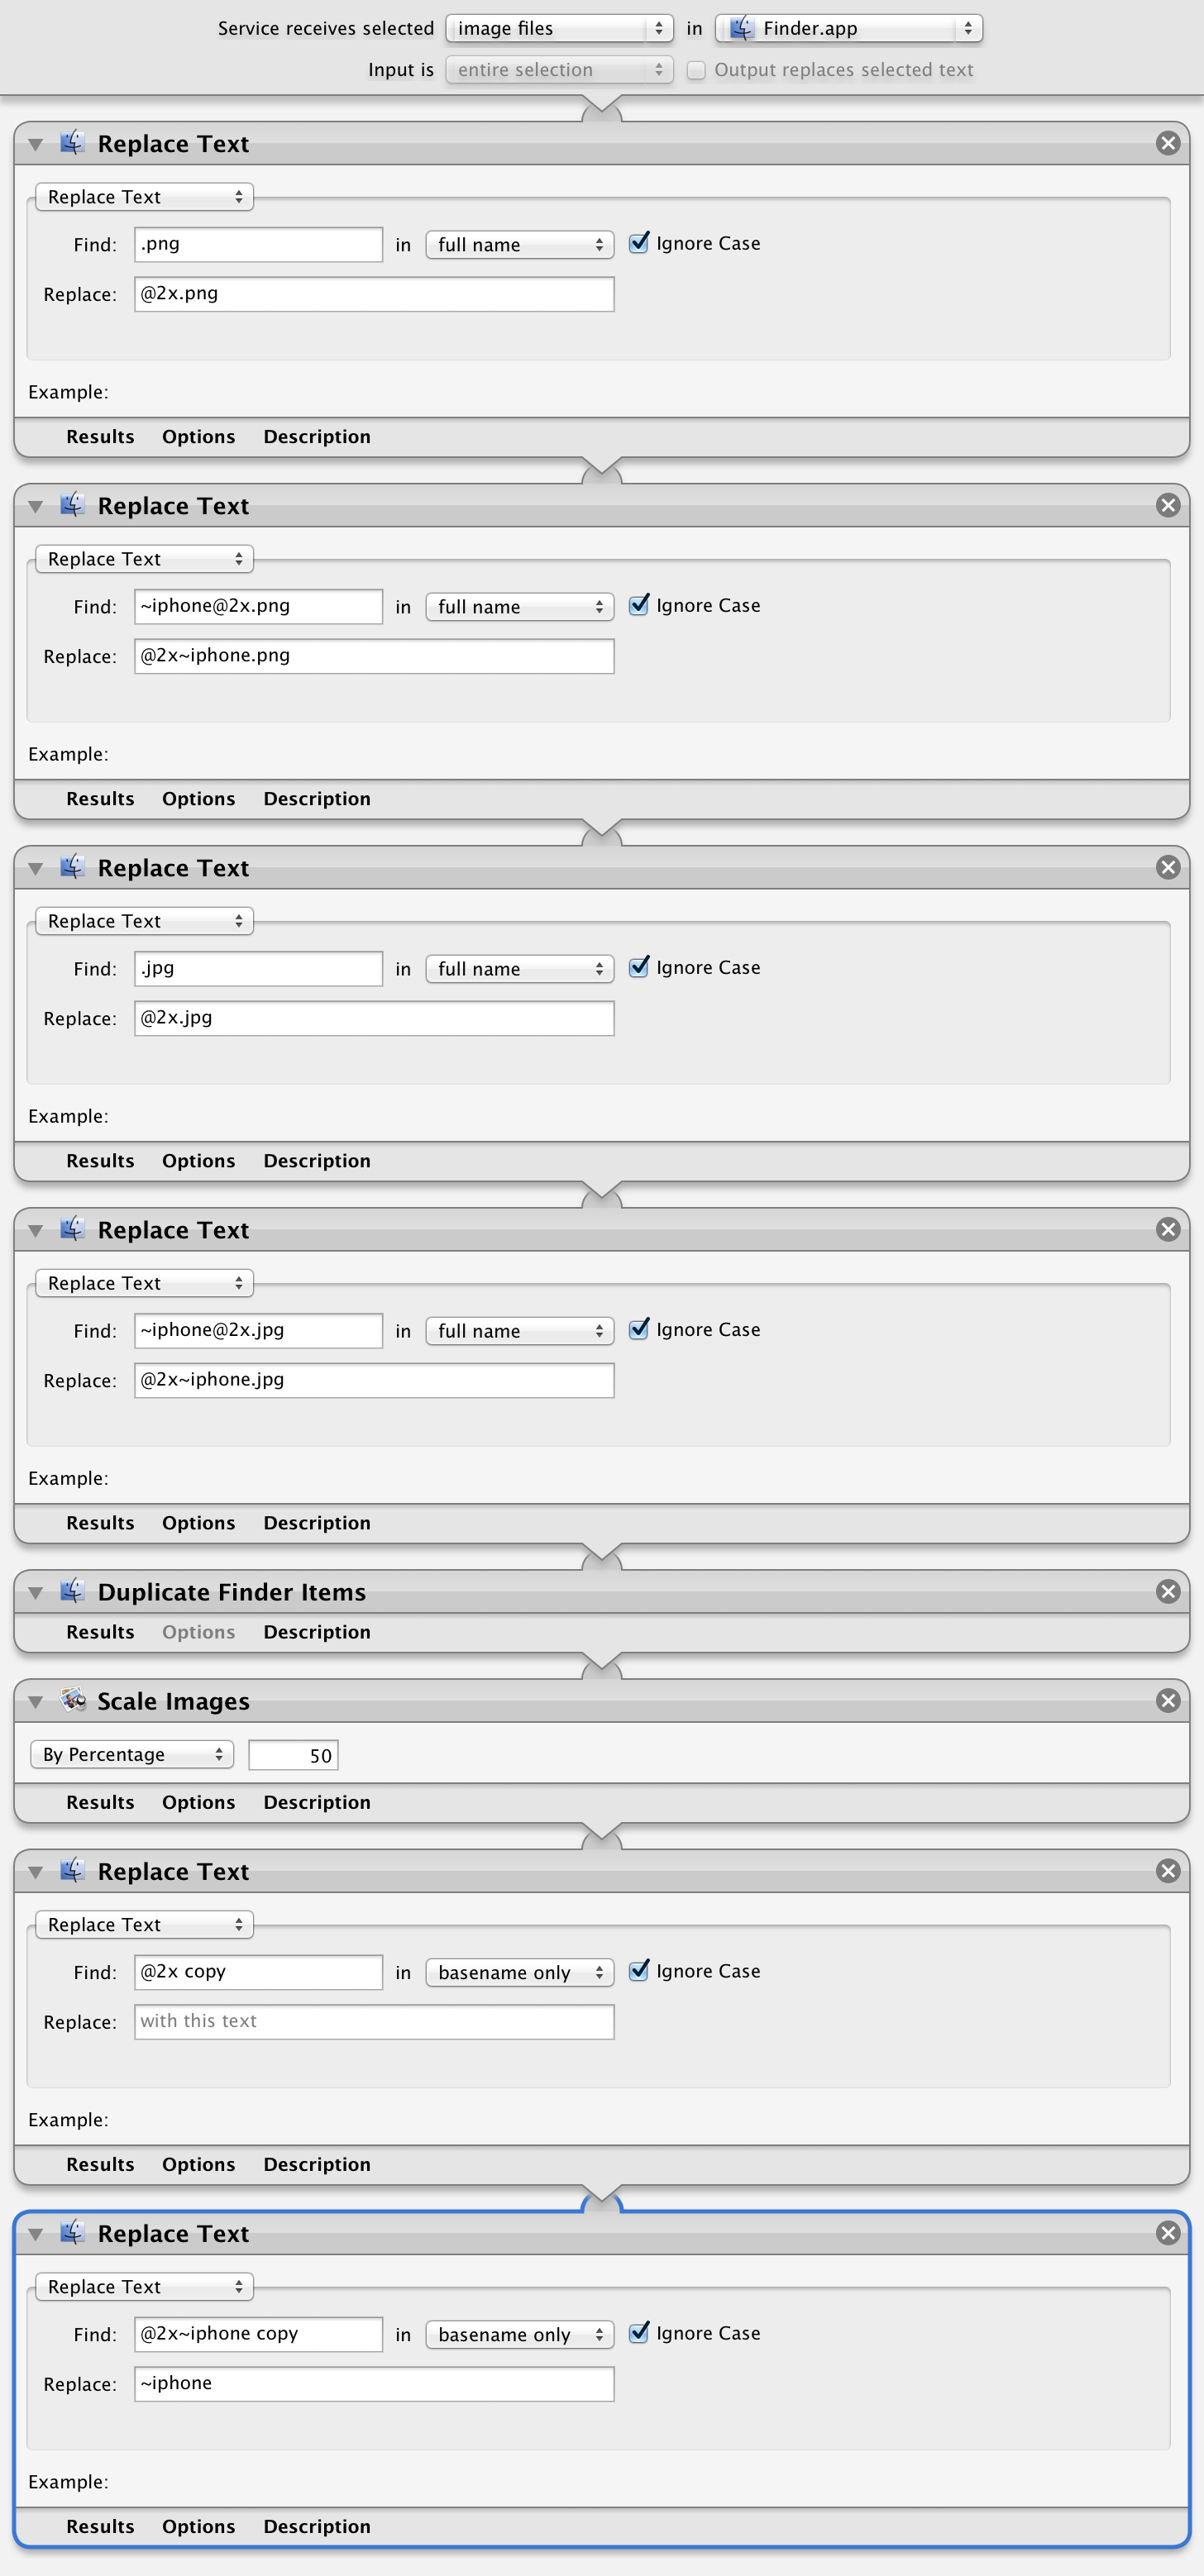 Service receives selected image files in Finder.app
Input is entire selection Output replaces selected text
Replace Text
Replace Text
Find: .png in full name Ignore Case
Replace: @2x.png
Example:
Results Options Description
Replace Text
Replace Text
Find: ~iphone@2x.png in full name Ignore Case
Replace: @2x~iphone.png
Example:
Results Options Description
Replace Text
Replace Text
Find: .jpg in full name Ignore Case
Replace: @2x.jpg
Example:
Results Options Description
Replace Text
Replace Text
Find: ~iphone@2x.jpg in full name Ignore Case
Replace: @2x~iphone.jpg
Example:
Results Options Description
Duplicate Finder Items
Results Options Description
Scale Images
By Percentage 50
Results Options Description
Replace Text
Replace Text
Find: @2x copy in basename only Ignore Case
Replace: with this text
Example:
Results Options Description
Replace Text
Replace Text
Find: @2x~iphone copy in basename only Ignore Case
Replace: ~iphone
Example:
Results Options Description